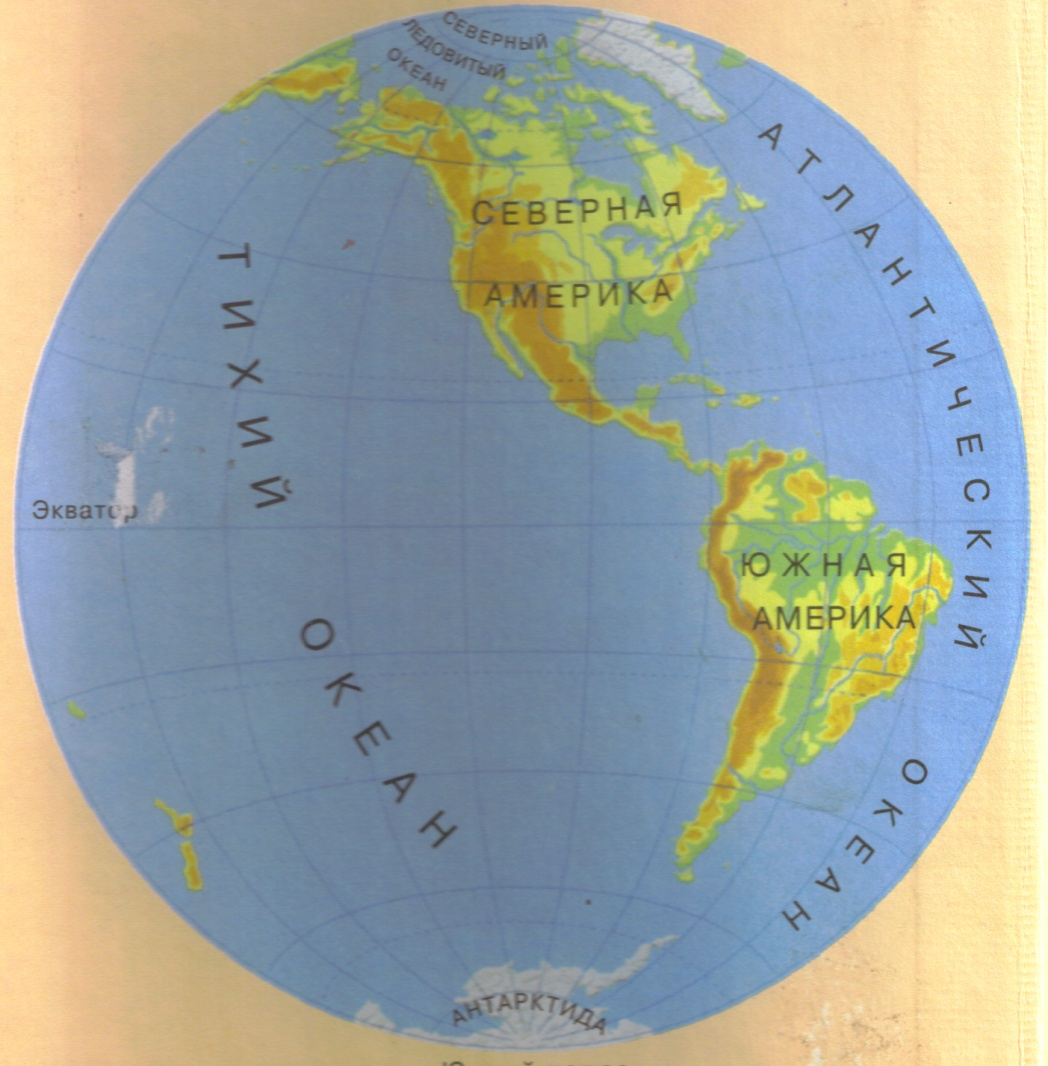 СЕВЕРНЫЙ
ЛЕДОВИТЫЙ
ОКЕАН
АТЛАНТИЧЕСКИЙ
ОКЕАН
СЕВЕРНАЯ
АМЕРИКА
ТИХИЙ
ОКЕАН
Экватор
ЮЖНАЯ
АМЕРИКА
АНТАРКТИДА